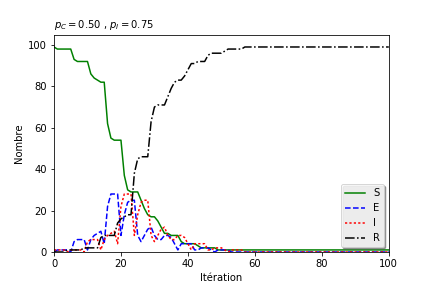 p_C = 0.50 , p_I = 0.75
Nombre
100
80
60
40
20
0
0 20 40 60 80 100
Itération
S
E
I
R